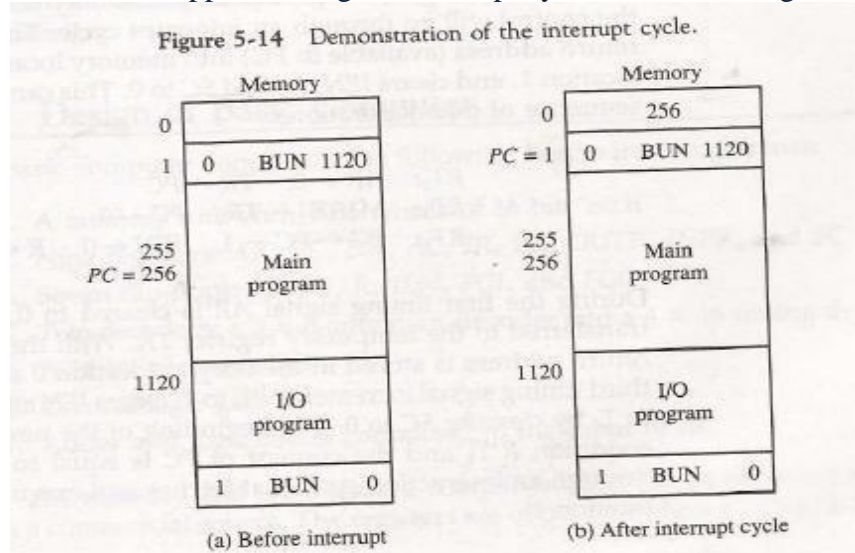 Figure 5-14 Demonstration of the interrupt cycle.
Memory
0
1 0 BUN 1120
255
PC = 256
Main
program
1120
I/O
program
1 BUN 0
(a) Before interrupt
Memory
0 256
PC = 1 0 BUN 1120
255
256
Main
program
1120
I/O
program
1 BUN 0
(b) After interrupt cycle